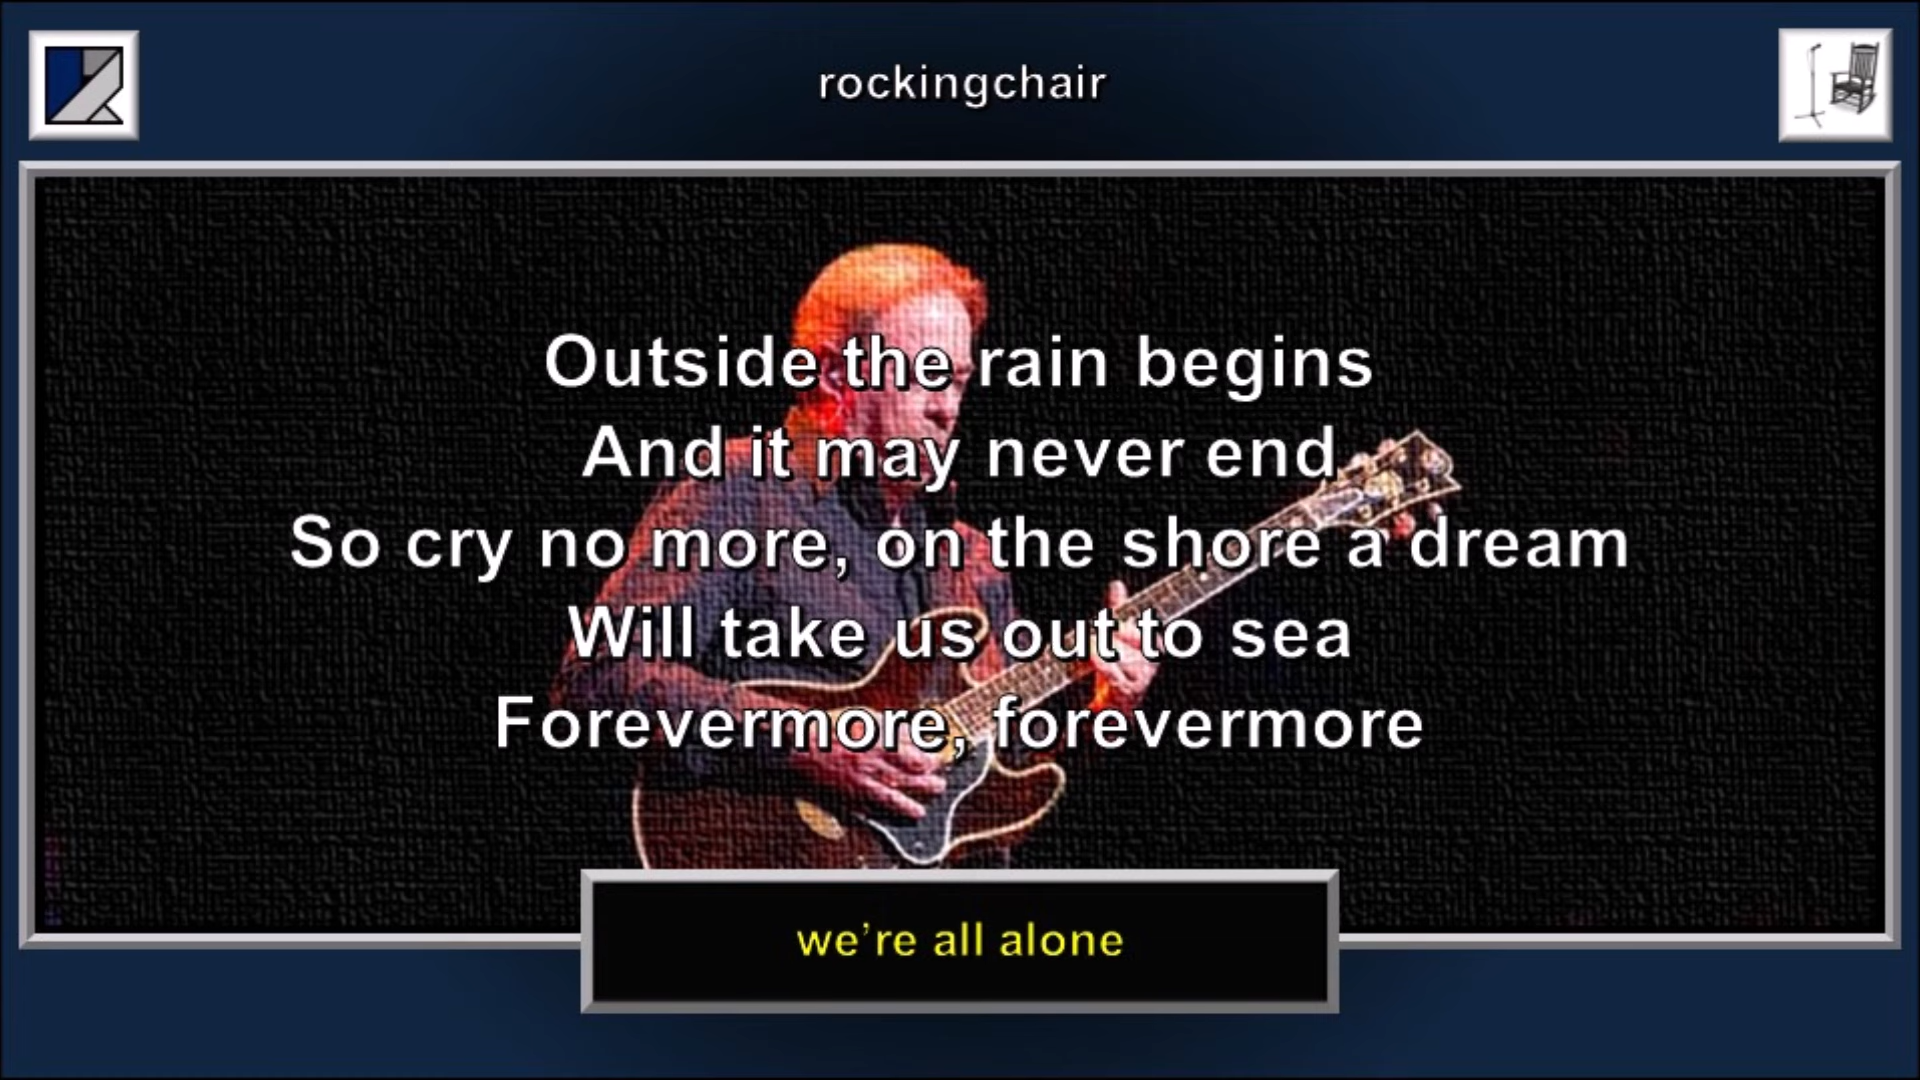 rockingchair
Outside the rain begins
And it may never end
So cry no more, on the shore a dream
Will take us out to sea
Forevermore, forevermore
we're all alone